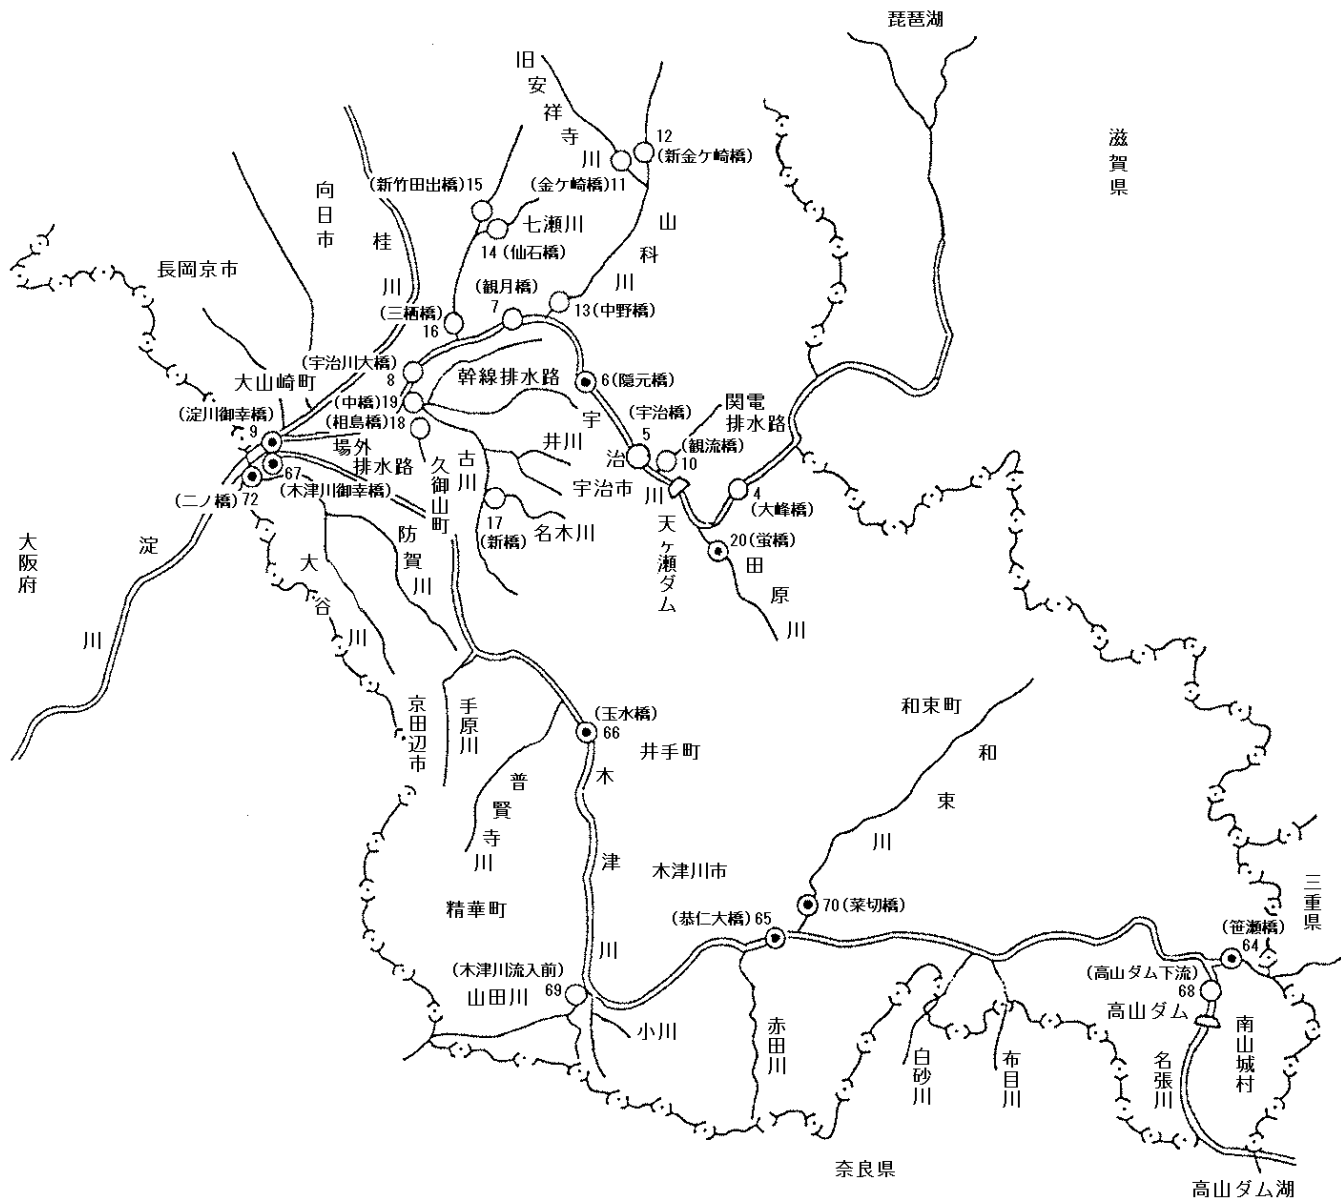 琵琶湖
滋賀県
旧安祥寺川
12
(新金ケ崎橋)
(金ケ崎橋)11
(新竹田出橋)15
七瀬川
14(仙石橋)
山科川
向日市
桂川
長岡京市
(観月橋)
7
13(中野橋)
(三栖橋)
16
(宇治川大橋)
8
幹線排水路
6(隠元橋)
大山崎町
(中橋)19
(淀川御幸橋)
9
(相島橋)18
場外
排水路
67
(木津川御幸橋)
(二ノ橋)
72
久御山町
古川
井川
宇治市
宇治川
(宇治橋)
5
関電
排水路
(観流橋)
10
4
(大峰橋)
17
(新橋)
名木川
天ヶ瀬ダム
20(蛍橋)
田原川
大阪府
淀川
大谷川
防賀川
京田辺市
手原川
普賢寺川
(玉水橋)
66
井手町
和束町
和束川
木津川
木津川市
精華町
70(菜切橋)
(恭仁大橋)65
(木津川流入前)
69
山田川
小川
赤田川
白砂川
布目川
三重県
(笹瀬橋)
64
(高山ダム下流)
68
高山ダム
名張川
南山城村
奈良県
高山ダム湖